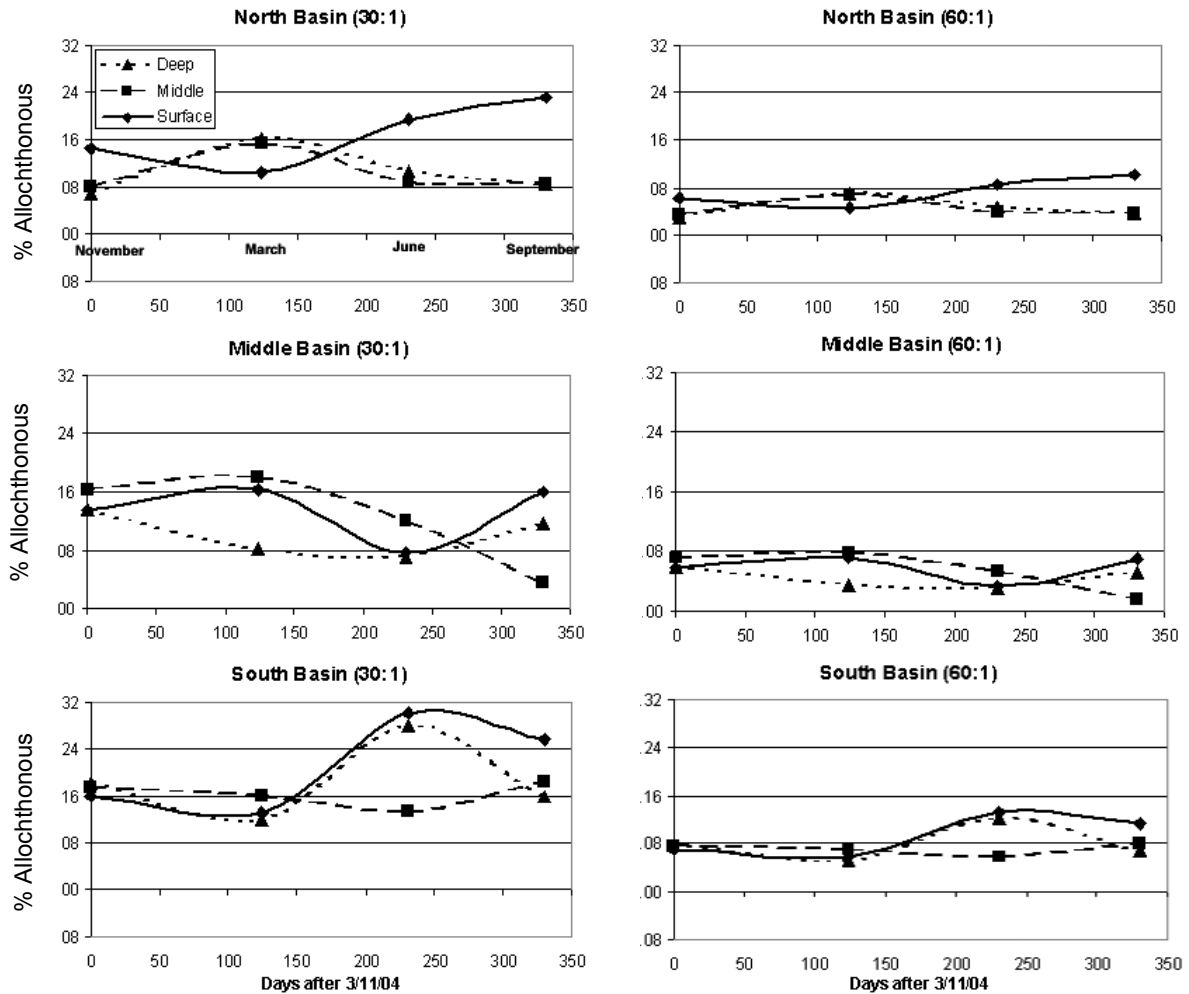 North Basin (30:1)
% Allochthonous
32
24
16
08
00
08
Deep
Middle
Surface
November
March
June
September
0 50 100 150 200 250 300 350
North Basin (60:1)
32
24
16
08
00
08
0 50 100 150 200 250 300 350
Middle Basin (30:1)
% Allochthonous
32
24
16
08
00
0 50 100 150 200 250 300 350
Middle Basin (60:1)
.32
.24
.16
.08
.00
0 50 100 150 200 250 300 350
South Basin (30:1)
% Allochthonous
32
24
16
08
00
08
0 50 100 150 200 250 300 350
Days after 3/11/04
South Basin (60:1)
.32
.24
.16
.08
.00
.08
0 50 100 150 200 250 300 350
Days after 3/11/04